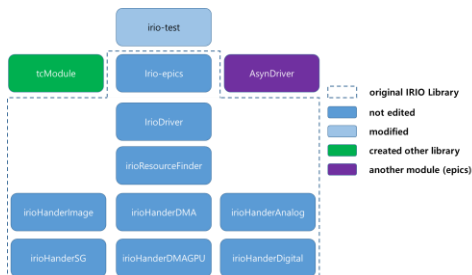 irio-test
tcModule
Irio-epics
AsynDriver
IrioDriver
irioResourceFinder
irioHanderImage
irioHanderDMA
irioHanderAnalog
irioHanderSG
irioHanderDMAGPU
irioHanderDigital
original IRIO Library
not edited
modified
created other library
another module (epics)